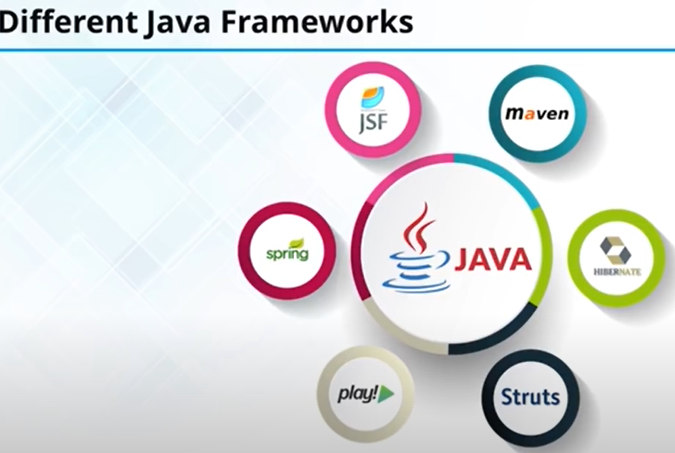 Different Java Frameworks
JSF
maven
spring
JAVA
HIBERNATE
play!
Struts